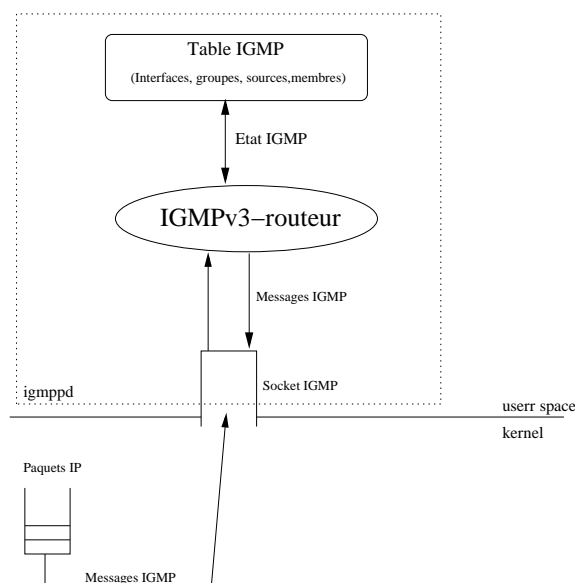 Table IGMP
(Interfaces, groupes, sources,membres)
Etat IGMP
IGMPv3–routeur
Messages IGMP
Socket IGMP
igmppd
userr space
kernel
Paquets IP
Messages IGMP